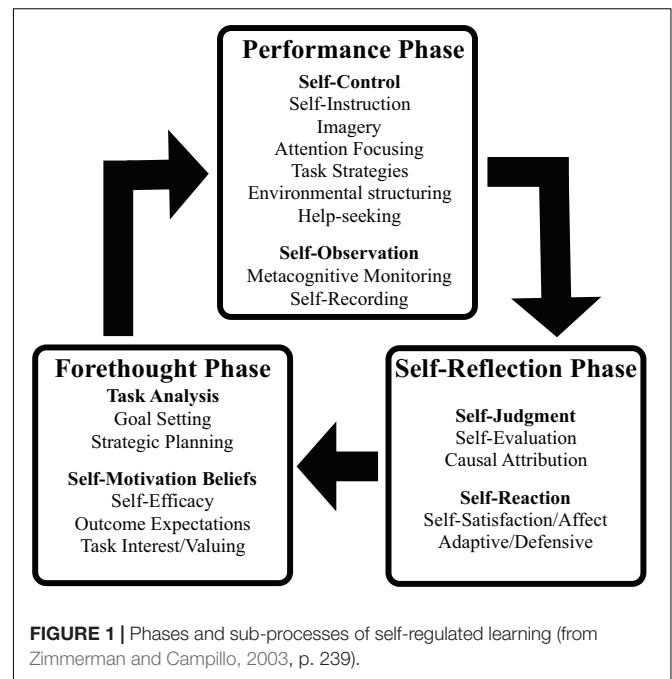 Performance Phase
Self-Control
Self-Instruction
Imagery
Attention Focusing
Task Strategies
Environmental structuring
Help-seeking
Self-Observation
Metacognitive Monitoring
Self-Recording
Forethought Phase
Task Analysis
Goal Setting
Strategic Planning
Self-Motivation Beliefs
Self-Efficacy
Outcome Expectations
Task Interest/Valuing
Self-Reflection Phase
Self-Judgment
Self-Evaluation
Causal Attribution
Self-Reaction
Self-Satisfaction/Affect
Adaptive/Defensive
FIGURE 1 | Phases and sub-processes of self-regulated learning (from
Zimmerman and Campillo, 2003, p. 239).